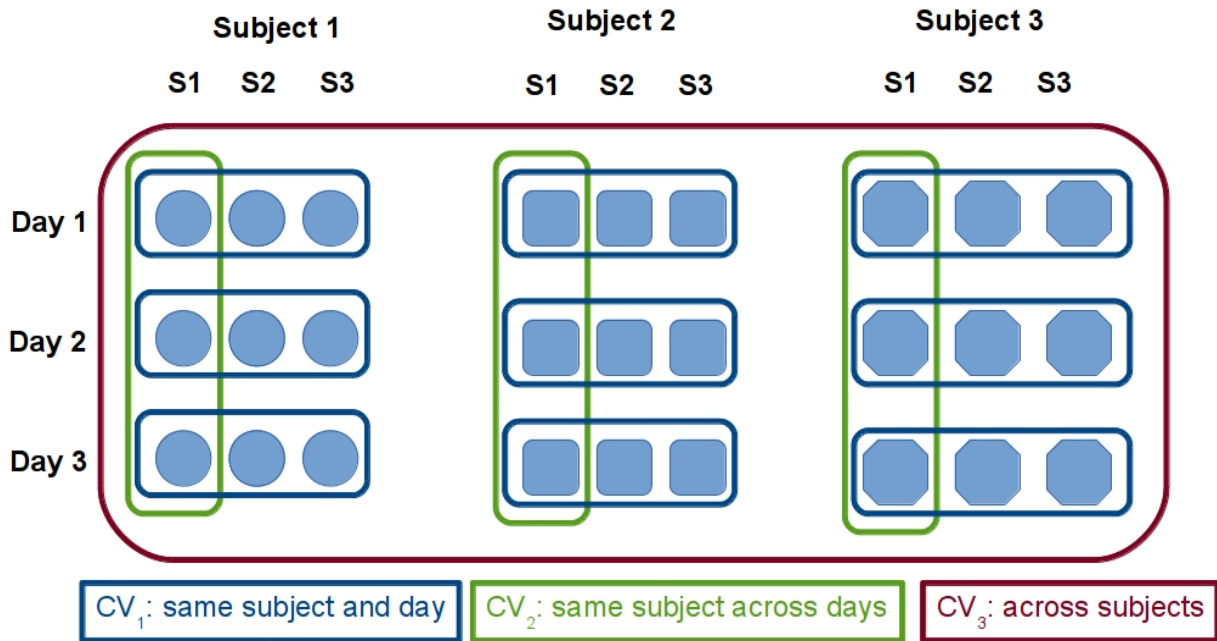 Subject 1 Subject 2 Subject 3
S1 S2 S3 S1 S2 S3 S1 S2 S3
Day 1
Day 2
Day 3
CV₁: same subject and day CV₂: same subject across days CV₃: across subjects